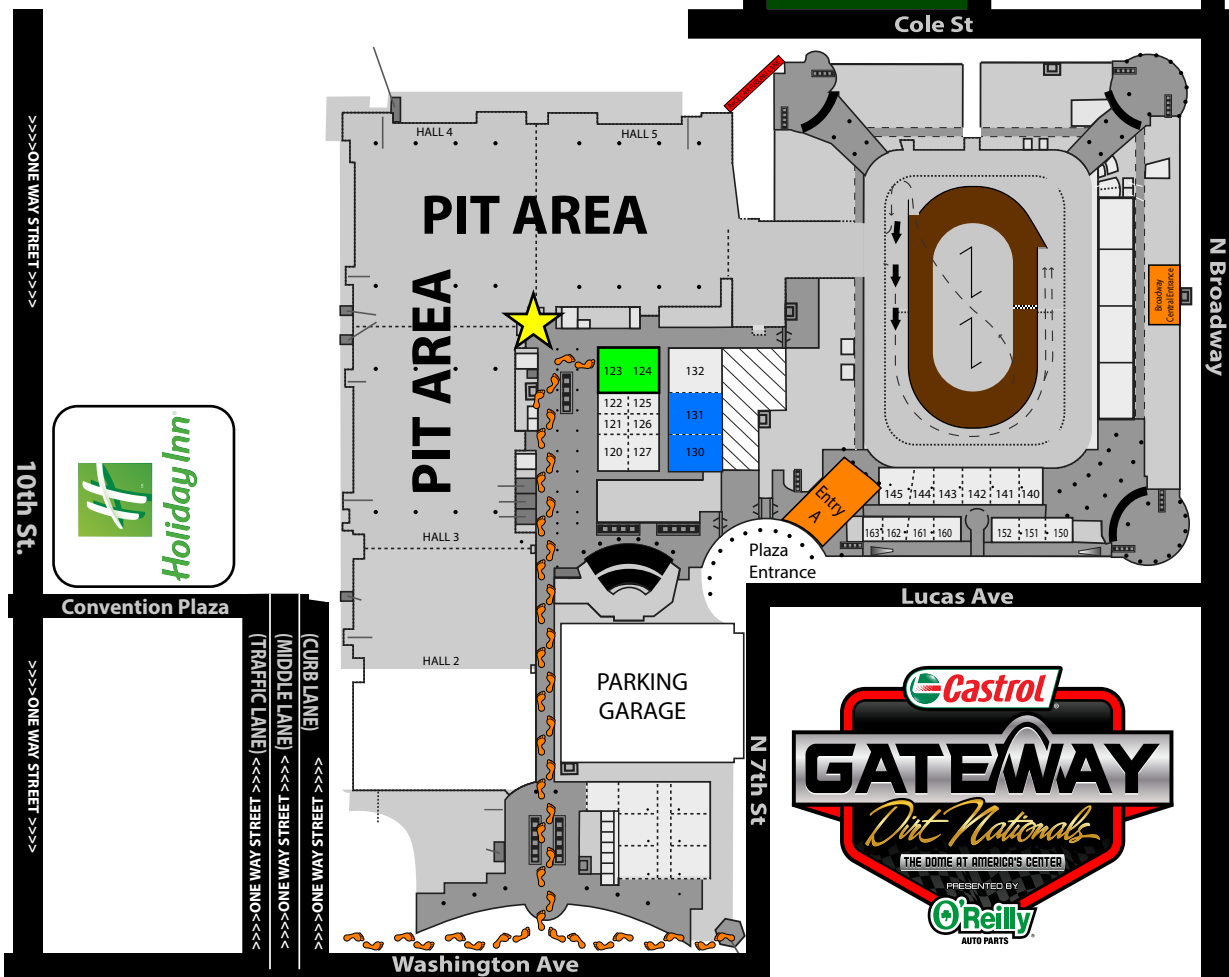 Cole St
HALL 4
HALL 5
PIT AREA
PIT AREA
>>>>ONE WAY STREET >>>>
10th St.
>>>>ONE WAY STREET >>>>
N Broadway
Broadway
Central Entrance
Holiday Inn
123 124
132
122 125
121 126
120 127
131
130
Entry
A
145 144 143 142 141 140
163 162 161 160
152 151 150
Plaza
Entrance
HALL 3
Convention Plaza
Lucas Ave
HALL 2
(TRAFFIC LANE) <<<< ONE WAY STREET >>>>
(MIDDLE LANE) <<<< ONE WAY STREET >>>>
(CURB LANE) >>>>ONE WAY STREET >>>>
PARKING
GARAGE
N 7th St
Castrol
GATEWAY
Dirt Nationals
THE DOME AT AMERICA'S CENTER
PRESENTED BY
O'Reilly
AUTO PARTS
Washington Ave